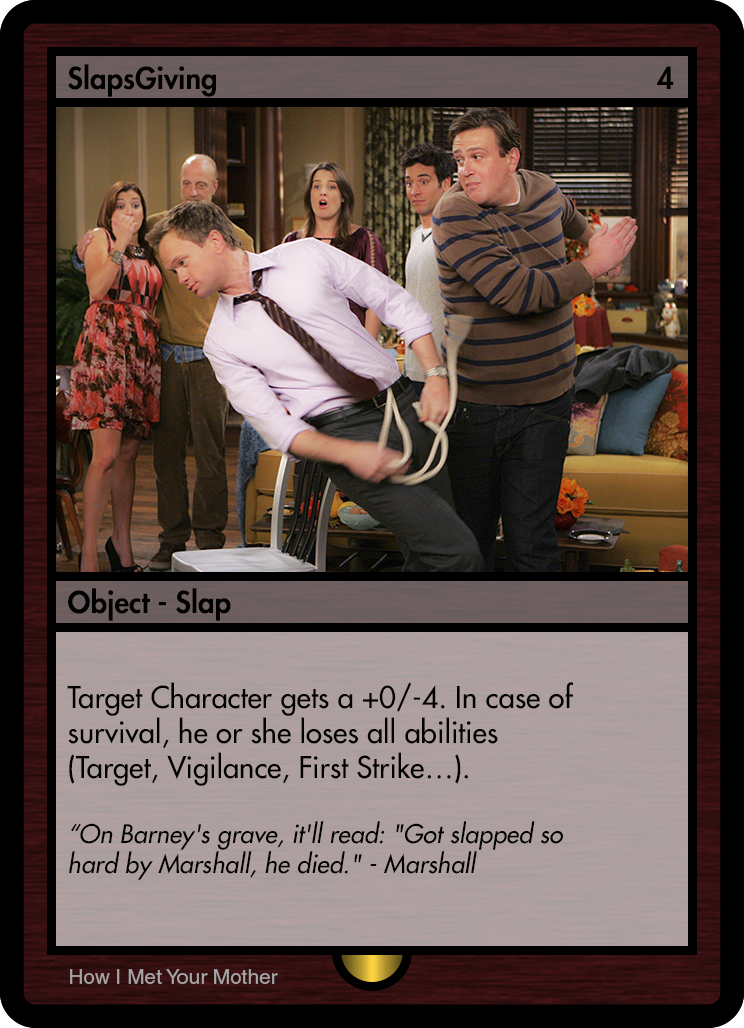 SlapsGiving
4
Object - Slap
Target Character gets a +0/-4. In case of
survival, he or she loses all abilities
(Target, Vigilance, First Strike...).
“On Barney's grave, it'll read: "Got slapped so
hard by Marshall, he died." - Marshall
How I Met Your Mother